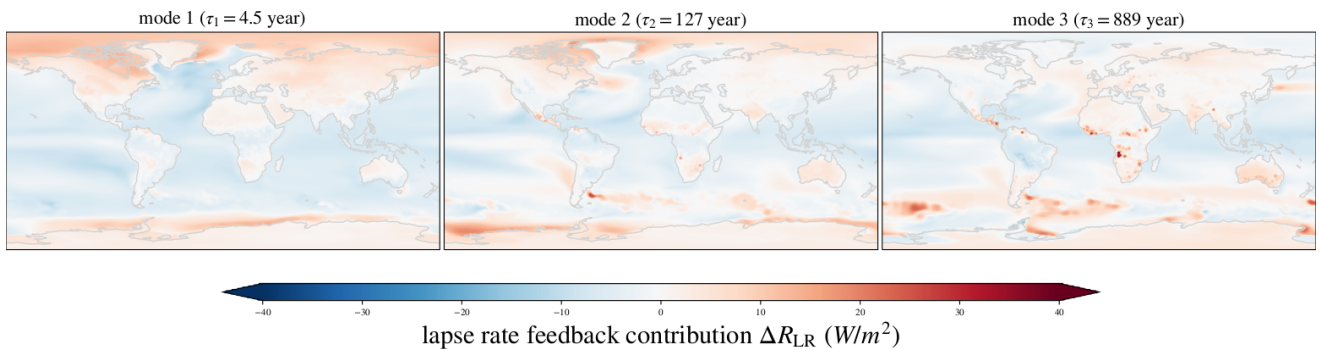 mode 1 (τ₁ = 4.5 year)
mode 2 (τ₂ = 127 year)
mode 3 (τ₃ = 889 year)
−40 −30 −20 −10 0 10 20 30 40
lapse rate feedback contribution ΔR_LR (W/m²)